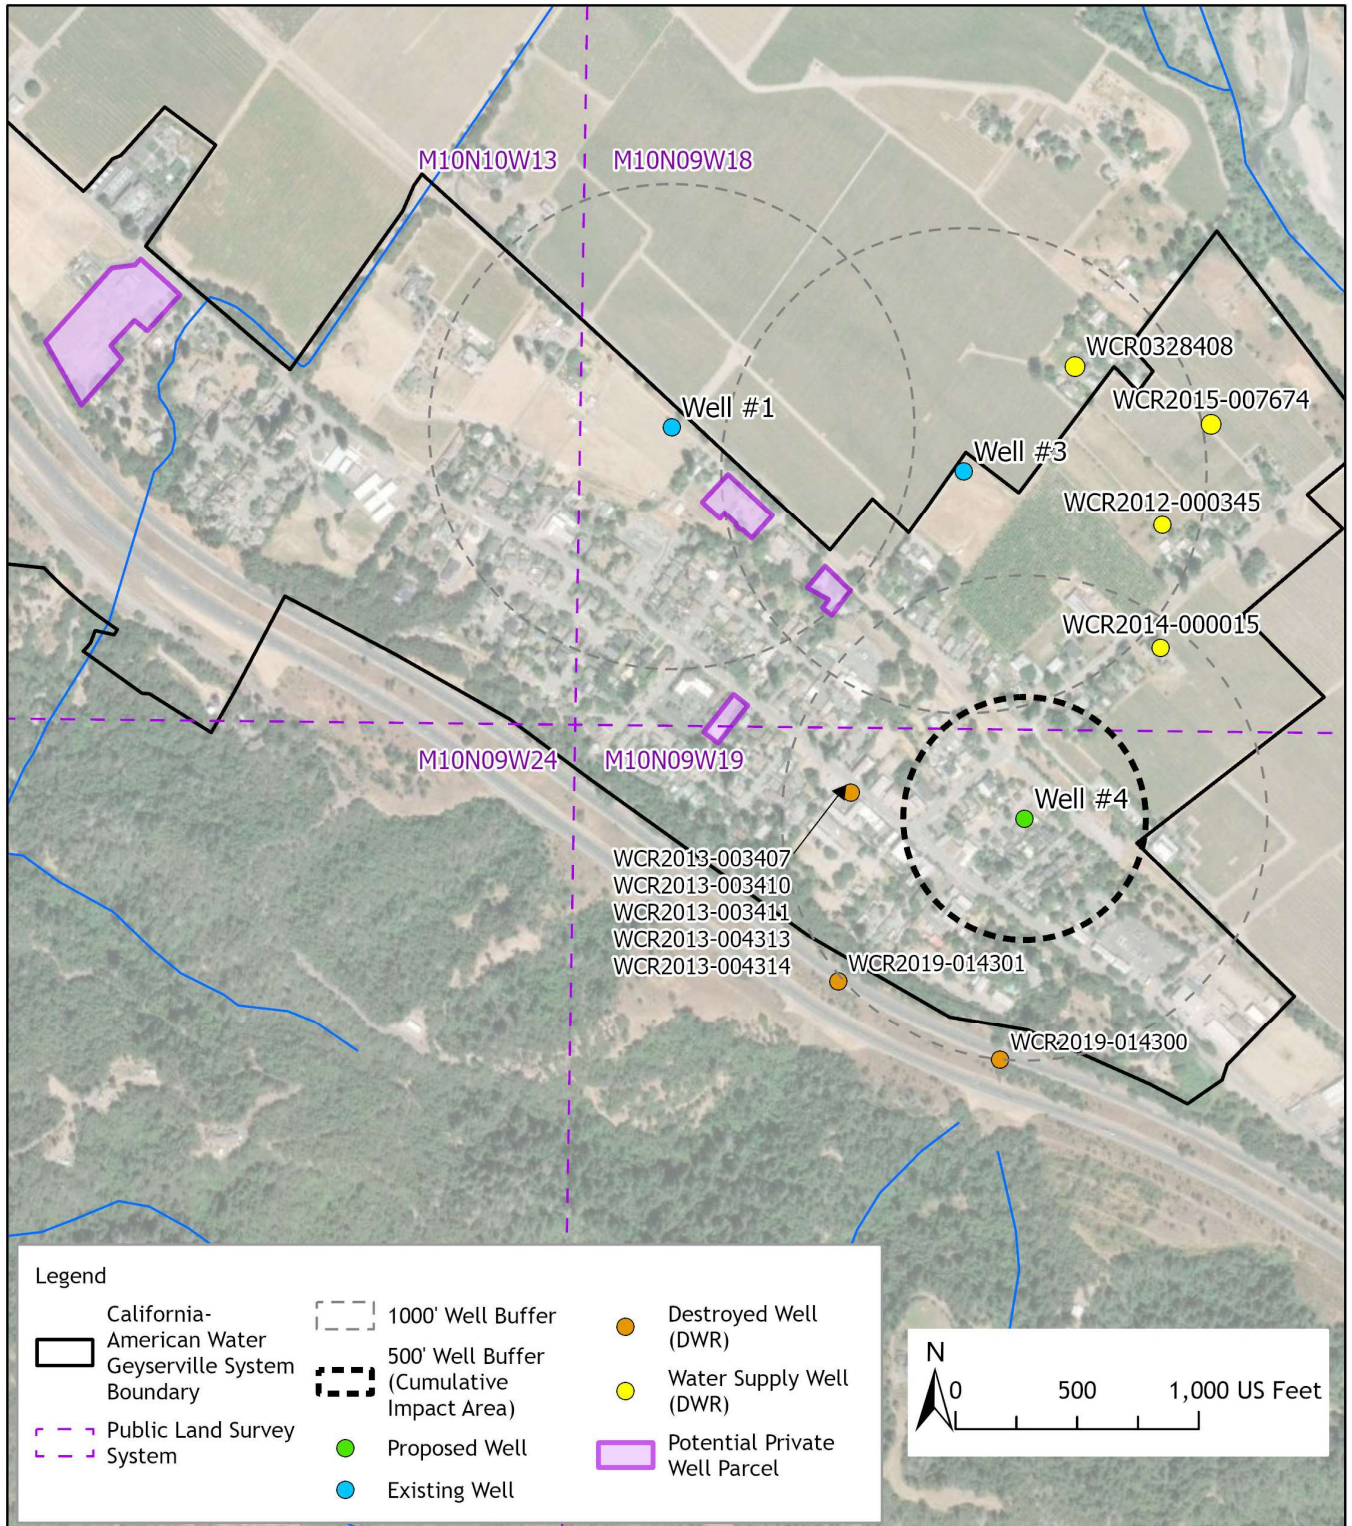 M10N10W13
M10N09W18
WCR0328408
WCR2015-007674
Well #1
Well #3
WCR2012-000345
WCR2014-000015
M10N09W24
M10N09W19
Well #4
WCR2013-003407
WCR2013-003410
WCR2013-003411
WCR2013-004313
WCR2013-004314
WCR2019-014301
WCR2019-014300
Legend
California-
American Water
Geyserville System
Boundary
Public Land Survey
System
1000' Well Buffer
500' Well Buffer
(Cumulative
Impact Area)
Proposed Well
Existing Well
Destroyed Well
(DWR)
Water Supply Well
(DWR)
Potential Private
Well Parcel
N
0 500 1,000 US Feet